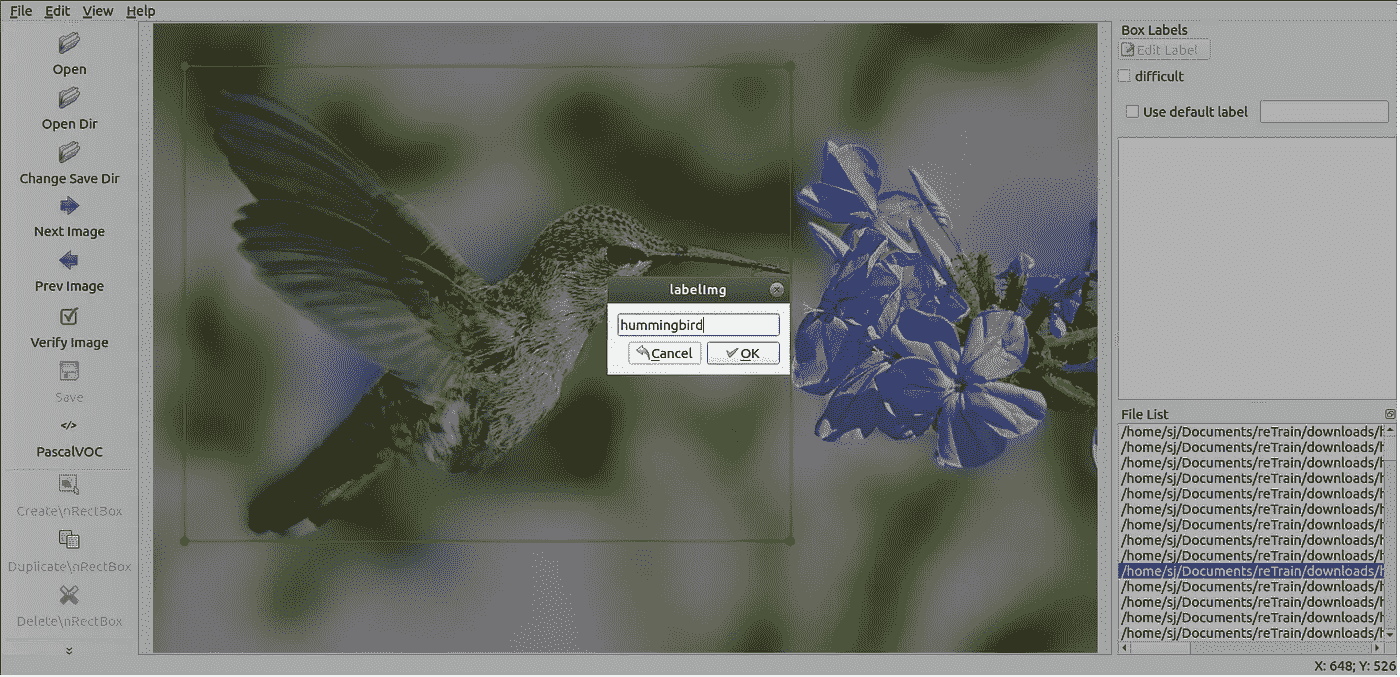 File Edit View Help
Open
Open Dir
Change Save Dir
Next Image
Prev Image
Verify Image
Save
</>
PascalVOC
Create\nRectBox
Duplicate\nRectBox
Delete\nRectBox
labelImg
hummingbird
Cancel OK
Box Labels
Edit Label
difficult
Use default label
File List
/home/sj/Documents/reTrain/downloads/h
/home/sj/Documents/reTrain/downloads/h
/home/sj/Documents/reTrain/downloads/h
/home/sj/Documents/reTrain/downloads/h
/home/sj/Documents/reTrain/downloads/h
/home/sj/Documents/reTrain/downloads/h
/home/sj/Documents/reTrain/downloads/h
/home/sj/Documents/reTrain/downloads/h
/home/sj/Documents/reTrain/downloads/h
/home/sj/Documents/reTrain/downloads/h
/home/sj/Documents/reTrain/downloads/h
/home/sj/Documents/reTrain/downloads/h
/home/sj/Documents/reTrain/downloads/h
/home/sj/Documents/reTrain/downloads/h
X: 648; Y: 526